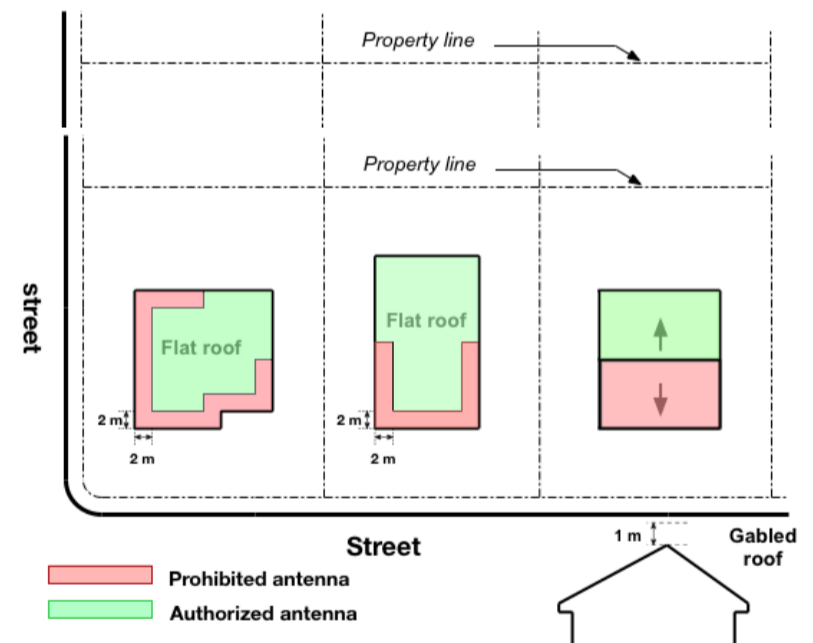 Property line
Property line
street
Flat roof
Flat roof
2 m
2 m
2 m
2 m
Street
1 m
Gabled
roof
Prohibited antenna
Authorized antenna